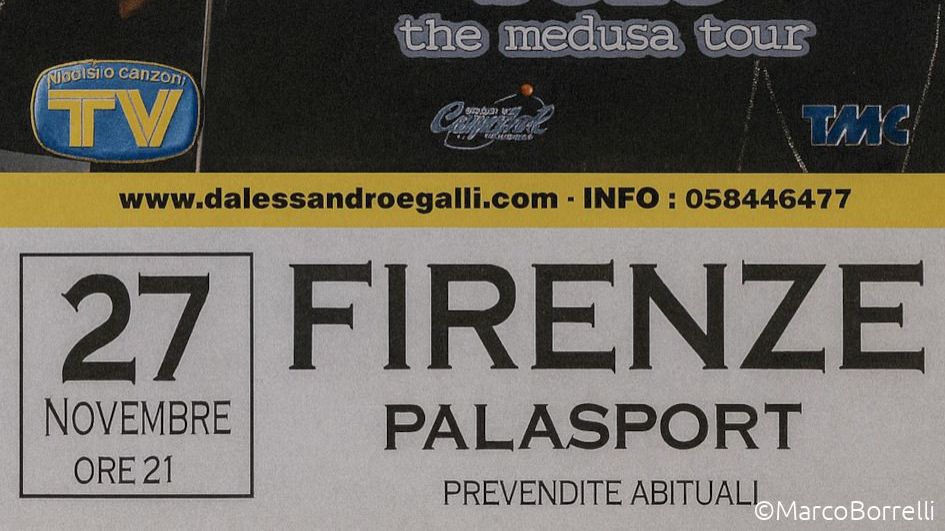 the medusa tour
canzoni
TV
TMC
www.dalessandroegalli.com - INFO : 058446477
27
NOVEMBRE
ORE 21
FIRENZE
PALASPORT
PREVENDITE ABITUALI
©MarcoBorrelli